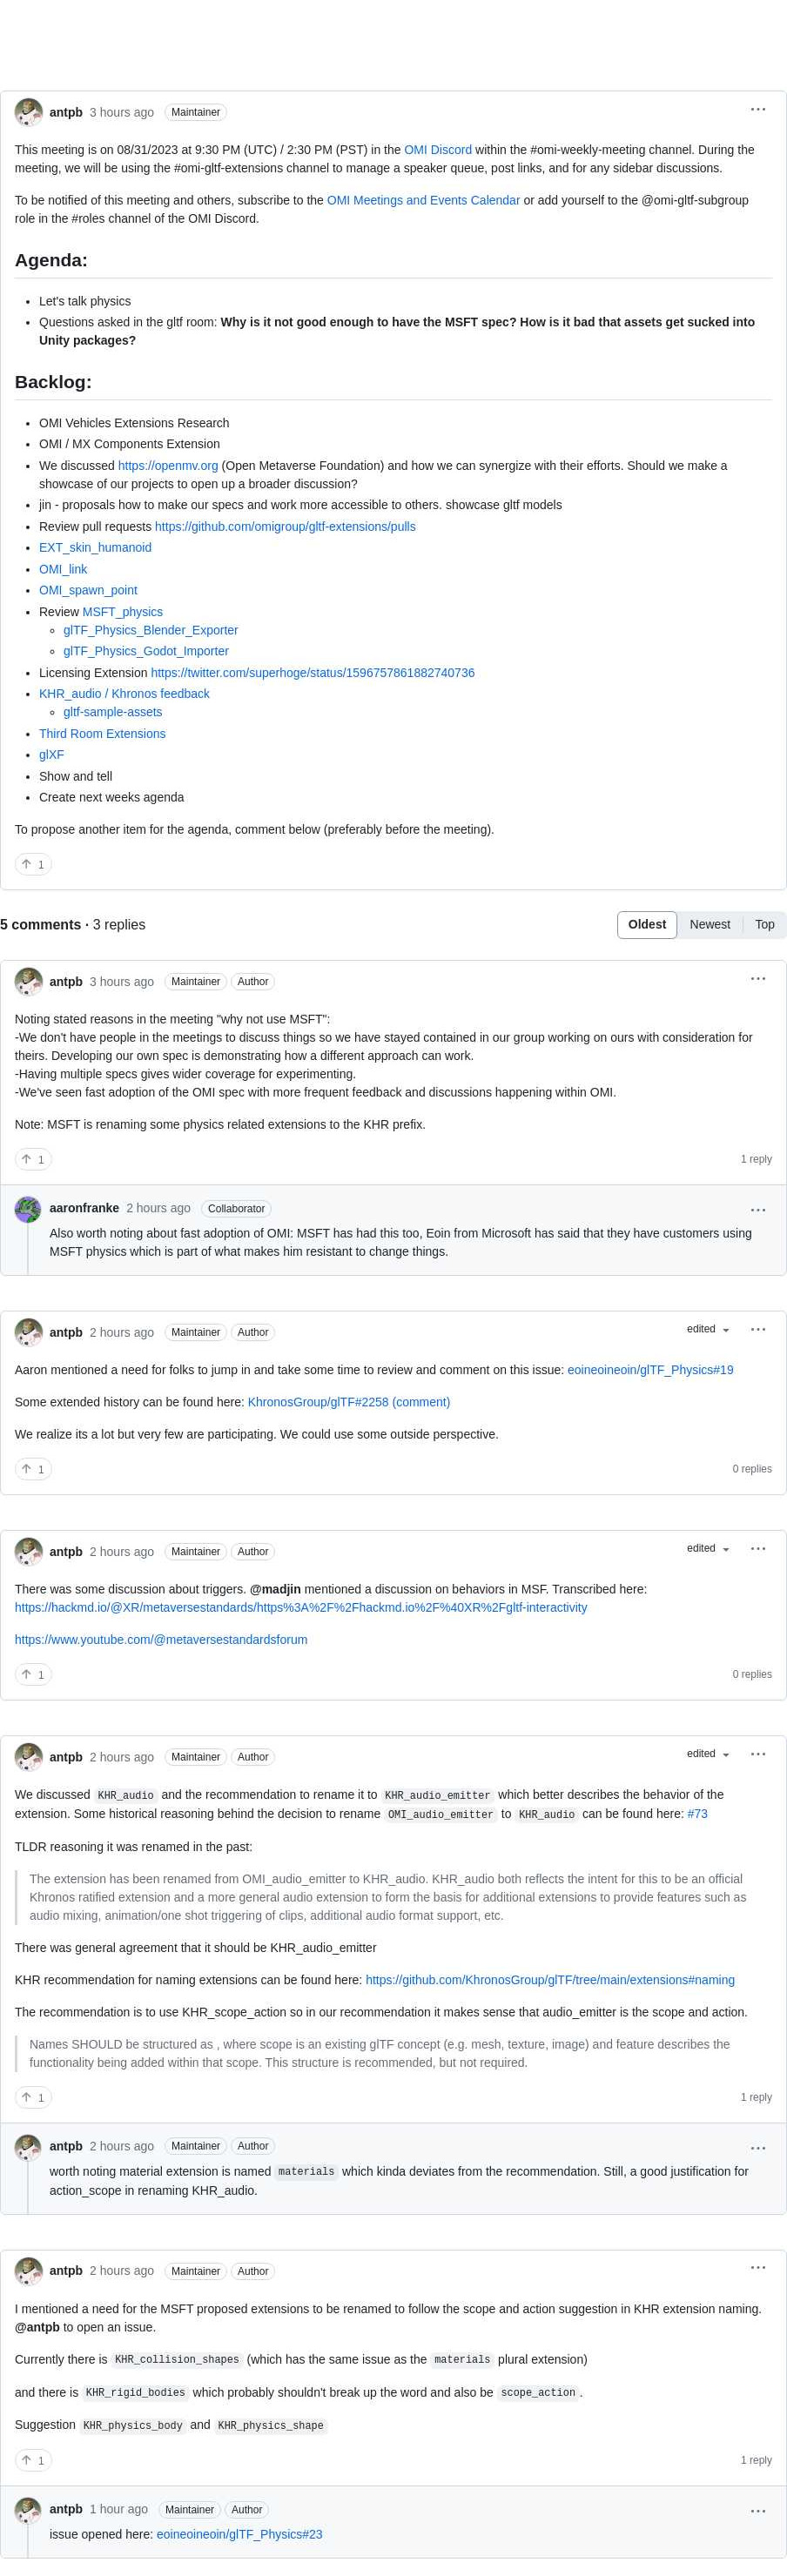 antpb 3 hours ago Maintainer
This meeting is on 08/31/2023 at 9:30 PM (UTC) / 2:30 PM (PST) in the OMI Discord within the #omi-weekly-meeting channel. During the
meeting, we will be using the #omi-gltf-extensions channel to manage a speaker queue, post links, and for any sidebar discussions.
To be notified of this meeting and others, subscribe to the OMI Meetings and Events Calendar or add yourself to the @omi-gltf-subgroup
role in the #roles channel of the OMI Discord.
Agenda:
• Let's talk physics
• Questions asked in the gltf room: Why is it not good enough to have the MSFT spec? How is it bad that assets get sucked into
Unity packages?
Backlog:
• OMI Vehicles Extensions Research
• OMI / MX Components Extension
• We discussed https://openmv.org (Open Metaverse Foundation) and how we can synergize with their efforts. Should we make a
showcase of our projects to open up a broader discussion?
• jin - proposals how to make our specs and work more accessible to others. showcase gltf models
• Review pull requests https://github.com/omigroup/gltf-extensions/pulls
• EXT_skin_humanoid
• OMI_link
• OMI_spawn_point
• Review MSFT_physics
◦ glTF_Physics_Blender_Exporter
◦ glTF_Physics_Godot_Importer
• Licensing Extension https://twitter.com/superhoge/status/1596757861882740736
• KHR_audio / Khronos feedback
◦ gltf-sample-assets
• Third Room Extensions
• glXF
• Show and tell
• Create next weeks agenda
To propose another item for the agenda, comment below (preferably before the meeting).
1
5 comments · 3 replies
Oldest Newest Top
antpb 3 hours ago Maintainer Author
Noting stated reasons in the meeting "why not use MSFT":
-We don't have people in the meetings to discuss things so we have stayed contained in our group working on ours with consideration for
theirs. Developing our own spec is demonstrating how a different approach can work.
-Having multiple specs gives wider coverage for experimenting.
-We've seen fast adoption of the OMI spec with more frequent feedback and discussions happening within OMI.
Note: MSFT is renaming some physics related extensions to the KHR prefix.
1 1 reply
aaronfranke 2 hours ago Collaborator
Also worth noting about fast adoption of OMI: MSFT has had this too, Eoin from Microsoft has said that they have customers using
MSFT physics which is part of what makes him resistant to change things.
antpb 2 hours ago Maintainer Author edited
Aaron mentioned a need for folks to jump in and take some time to review and comment on this issue: eoineoineoin/glTF_Physics#19
Some extended history can be found here: KhronosGroup/glTF#2258 (comment)
We realize its a lot but very few are participating. We could use some outside perspective.
1 0 replies
antpb 2 hours ago Maintainer Author edited
There was some discussion about triggers. @madjin mentioned a discussion on behaviors in MSF. Transcribed here:
https://hackmd.io/@XR/metaversestandards/https%3A%2F%2Fhackmd.io%2F%40XR%2Fgltf-interactivity
https://www.youtube.com/@metaversestandardsforum
1 0 replies
antpb 2 hours ago Maintainer Author edited
We discussed KHR_audio and the recommendation to rename it to KHR_audio_emitter which better describes the behavior of the
extension. Some historical reasoning behind the decision to rename OMI_audio_emitter to KHR_audio can be found here: #73
TLDR reasoning it was renamed in the past:
The extension has been renamed from OMI_audio_emitter to KHR_audio. KHR_audio both reflects the intent for this to be an official
Khronos ratified extension and a more general audio extension to form the basis for additional extensions to provide features such as
audio mixing, animation/one shot triggering of clips, additional audio format support, etc.
There was general agreement that it should be KHR_audio_emitter
KHR recommendation for naming extensions can be found here: https://github.com/KhronosGroup/glTF/tree/main/extensions#naming
The recommendation is to use KHR_scope_action so in our recommendation it makes sense that audio_emitter is the scope and action.
Names SHOULD be structured as , where scope is an existing glTF concept (e.g. mesh, texture, image) and feature describes the
functionality being added within that scope. This structure is recommended, but not required.
1 1 reply
antpb 2 hours ago Maintainer Author
worth noting material extension is named materials which kinda deviates from the recommendation. Still, a good justification for
action_scope in renaming KHR_audio.
antpb 2 hours ago Maintainer Author
I mentioned a need for the MSFT proposed extensions to be renamed to follow the scope and action suggestion in KHR extension naming.
@antpb to open an issue.
Currently there is KHR_collision_shapes (which has the same issue as the materials plural extension)
and there is KHR_rigid_bodies which probably shouldn't break up the word and also be scope_action.
Suggestion KHR_physics_body and KHR_physics_shape
1 1 reply
antpb 1 hour ago Maintainer Author
issue opened here: eoineoineoin/glTF_Physics#23